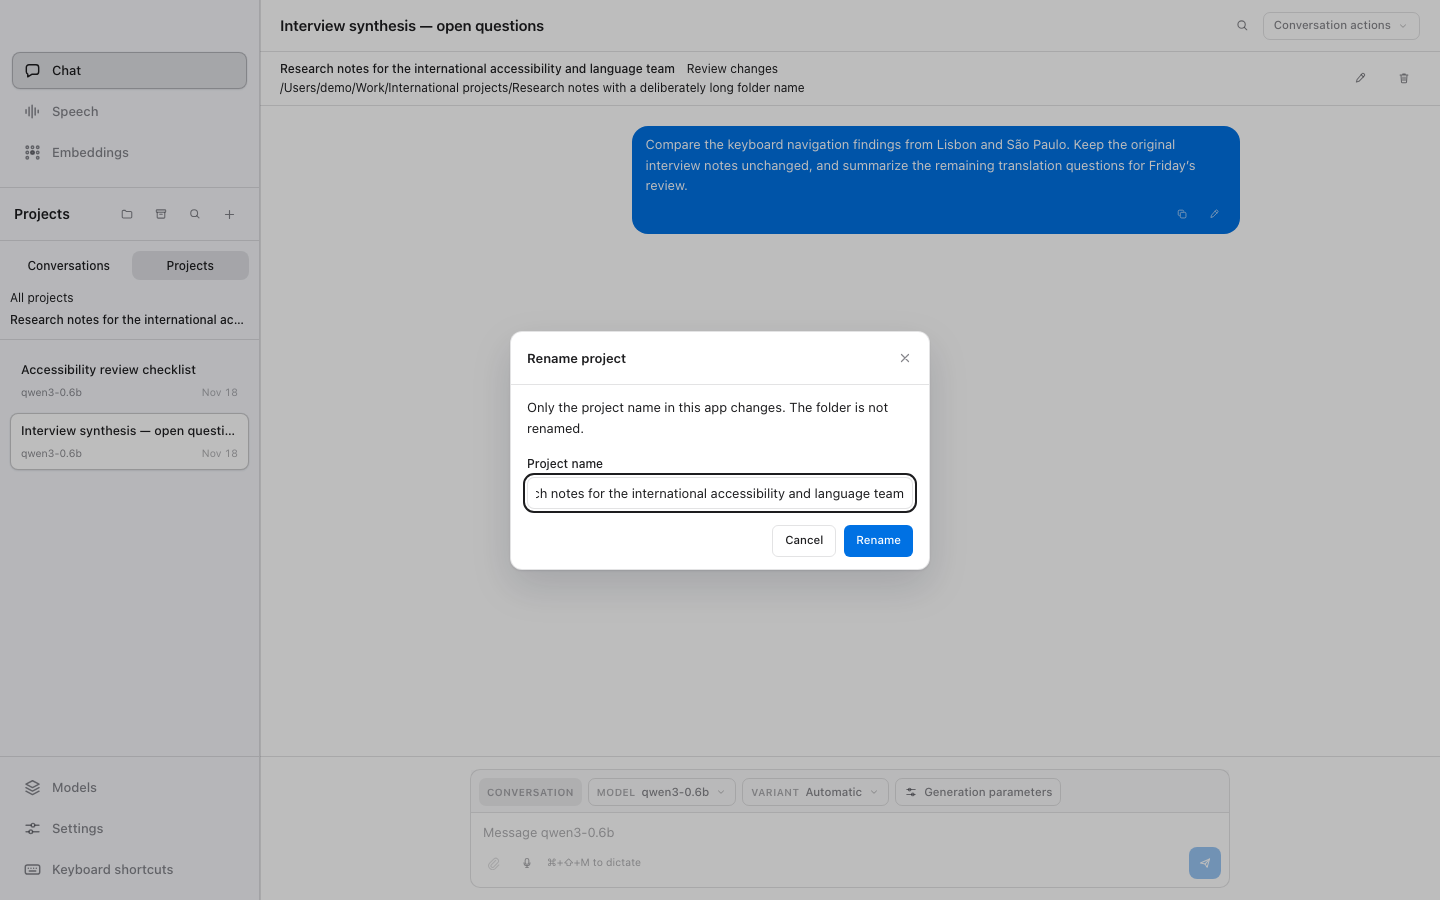 Interview synthesis — open questions
Conversation actions
Chat
Speech
Embeddings
Research notes for the international accessibility and language team Review changes
/Users/demo/Work/International projects/Research notes with a deliberately long folder name
Compare the keyboard navigation findings from Lisbon and São Paulo. Keep the original
interview notes unchanged, and summarize the remaining translation questions for Friday's
review.
Projects
Conversations
Projects
All projects
Research notes for the international ac...
Accessibility review checklist
qwen3-0.6b
Nov 18
Interview synthesis — open questi...
qwen3-0.6b
Nov 18
Rename project
Only the project name in this app changes. The folder is not
renamed.
Project name
ch notes for the international accessibility and language team
Cancel
Rename
Models
Settings
Keyboard shortcuts
CONVERSATION
MODEL qwen3-0.6b
VARIANT Automatic
Generation parameters
Message qwen3-0.6b
⌘+⇧+M to dictate